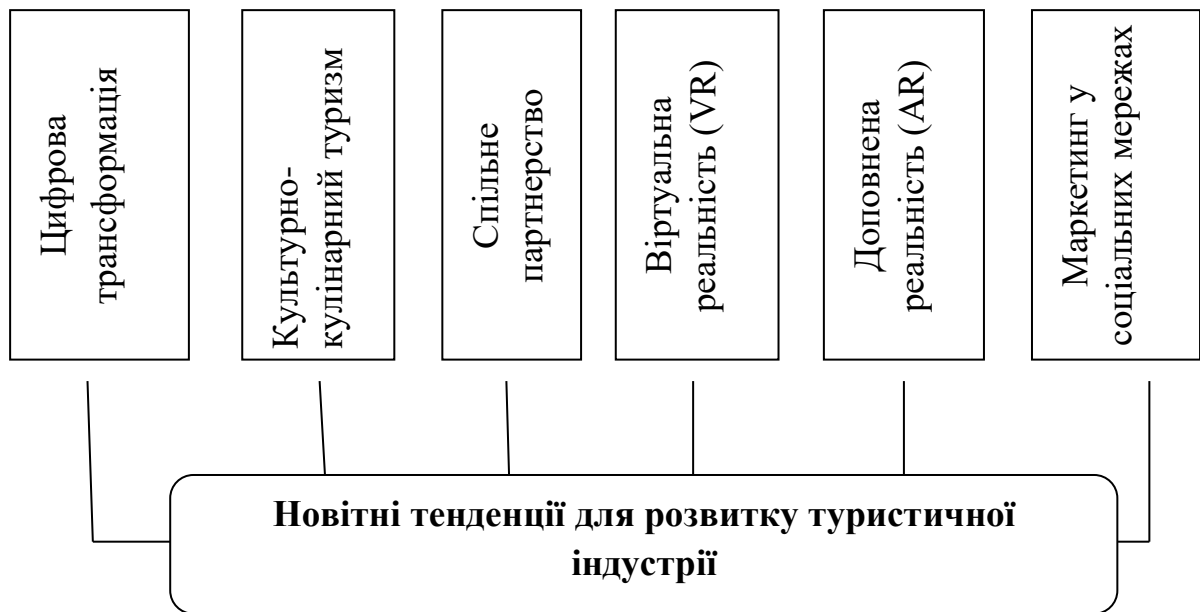 Цифрова
трансформація
Культурно-
кулінарний туризм
Спільне
партнерство
Віртуальна
реальність (VR)
Доповнена
реальність (AR)
Маркетинг у
соціальних мережах
Новітні тенденції для розвитку туристичної
індустрії